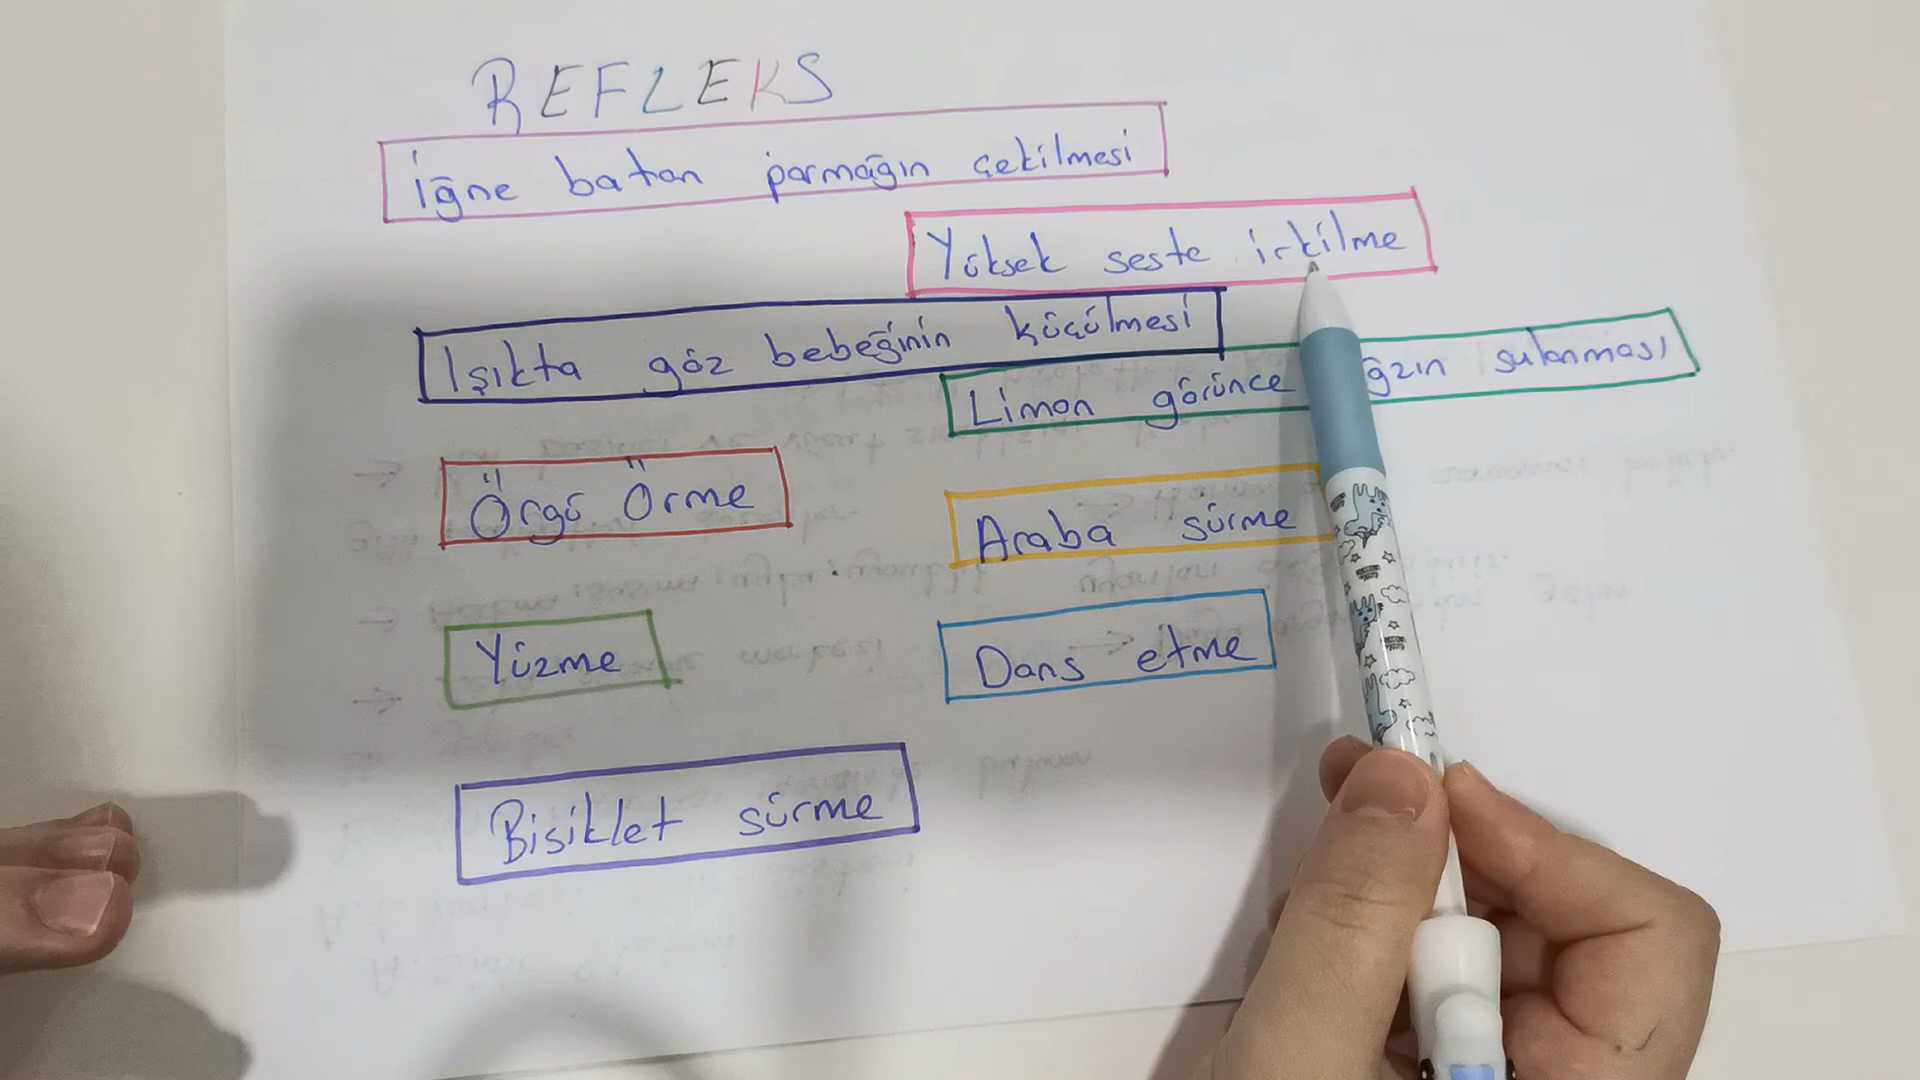 REFLEKS
İğne batan parmağın çekilmesi
Yüksek seste irkilme
Işıkta göz bebeğinin küçülmesi
Limon görünce ğzın sulanması
Örgü Örme
Araba sürme
Yüzme
Dans etme
Bisiklet sürme